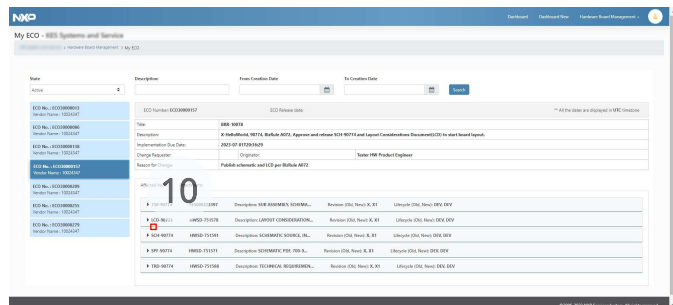 NXP
Dashboard Dashboard New Hardware Board Management
My ECO - KES Systems and Service
> Hardware Board Management > My ECO
State Description From Creation Date To Creation Date
Active Search
ECO No. : ECO30000043
Vendor Name : 10024347
ECO No. : ECO30000086
Vendor Name : 10024347
ECO No. : ECO30000138
Vendor Name : 10024347
ECO No. : ECO30000157
Vendor Name : 10024347
ECO No. : ECO30000209
Vendor Name : 10024347
ECO No. : ECO30000255
Vendor Name : 10024347
ECO No. : ECO30000279
Vendor Name : 10024347
ECO Number: ECO30000157 ECO Release date: ** All the dates are displayed in UTC timezone
Title: BBR-10078
Description: X-HelloWorld, 90774, BizRule A072, Approve and release SCH-90774 and Layout Considerations Document(LCD) to start board layout.
Implementation Due Date: 2023-07-01T20:36:29
Change Requester: Originator: Tester HW Product Engineer
Reason for Change: Publish schematic and LCD per BizRule A072
10
Description: SUB ASSEMBLY, SCHEMA... Revision (Old, New): X, X1 Lifecycle (Old, New): DEV, DEV
LCD-90774 HWSD-751578 Description: LAYOUT CONSIDERATION... Revision (Old, New): X, X1 Lifecycle (Old, New): DEV, DEV
SCH-90774 HWSD-751591 Description: SCHEMATIC SOURCE, IN... Revision (Old, New): X, X1 Lifecycle (Old, New): DEV, DEV
SPF-90774 HWSD-751571 Description: SCHEMATIC PDF, 700-9... Revision (Old, New): X, X1 Lifecycle (Old, New): DEV, DEV
TRD-90774 HWSD-751588 Description: TECHNICAL REQUIREMEN... Revision (Old, New): X, X1 Lifecycle (Old, New): DEV, DEV